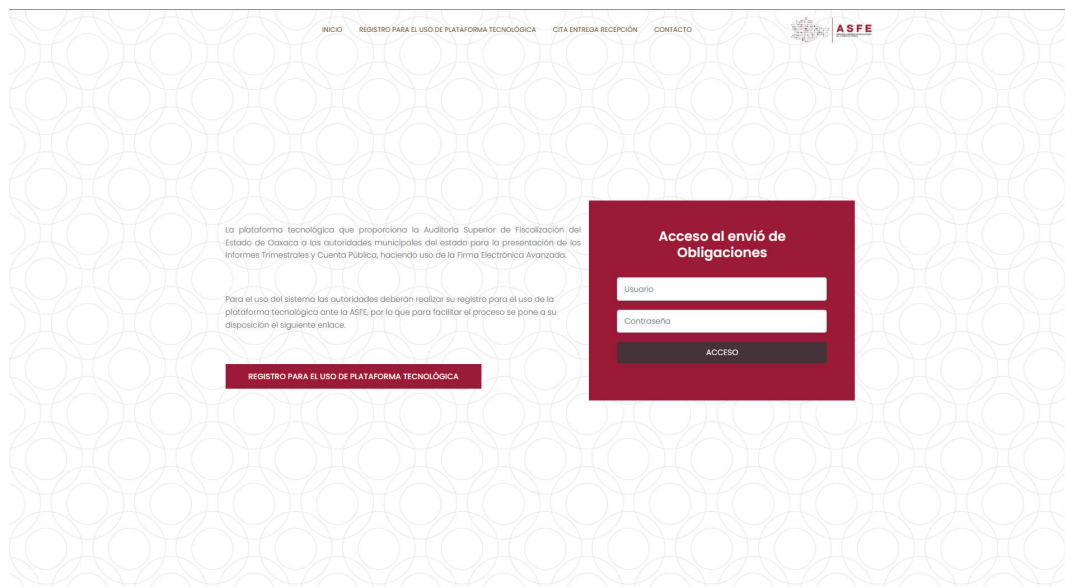 INICIO REGISTRO PARA EL USO DE PLATAFORMA TECNOLÓGICA CITA ENTREGA RECEPCIÓN CONTACTO
ASFE
La plataforma tecnológica que proporciona la Auditoria Superior de Fiscalización del
Estado de Oaxaca a las autoridades municipales del estado para la presentación de los
Informes Trimestrales y Cuenta Pública, haciendo uso de la Firma Electrónica Avanzada.
Para el uso del sistema las autoridades deberán realizar su registro para el uso de la
plataforma tecnológica ante la ASFE, por lo que para facilitar el proceso se pone a su
disposición el siguiente enlace.
REGISTRO PARA EL USO DE PLATAFORMA TECNOLÓGICA
Acceso al envió de
Obligaciones
Usuario
Contraseña
ACCESO